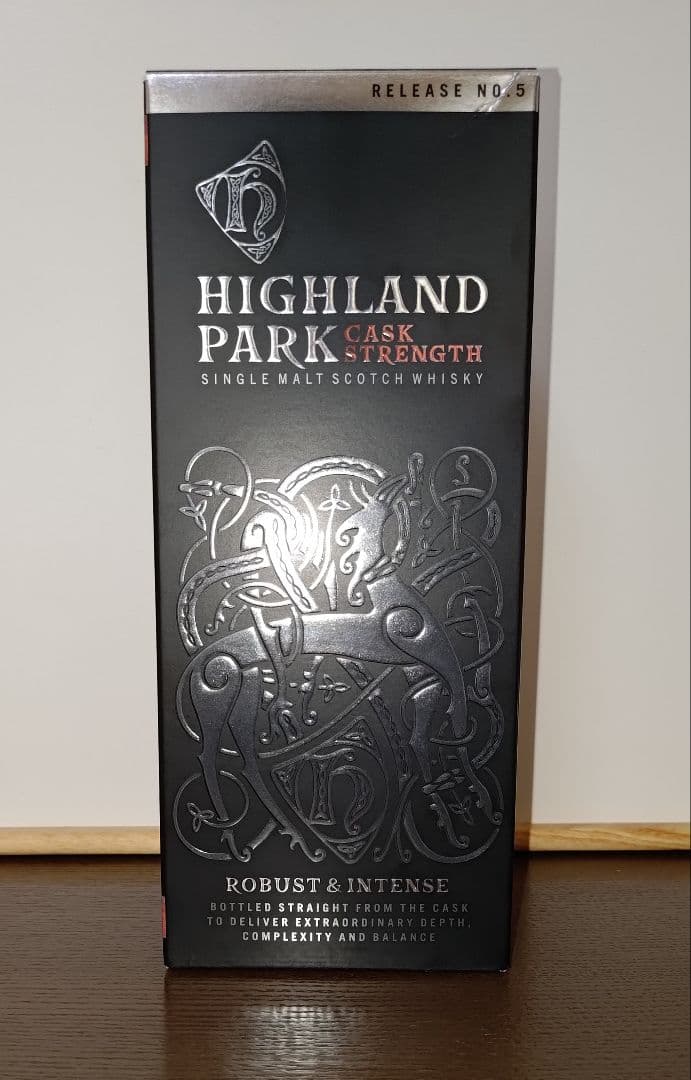 RELEASE NO.5
HIGHLAND
PARK CASK
STRENGTH
SINGLE MALT SCOTCH WHISKY
ROBUST & INTENSE
BOTTLED STRAIGHT FROM THE CASK
TO DELIVER EXTRAORDINARY DEPTH,
COMPLEXITY AND BALANCE